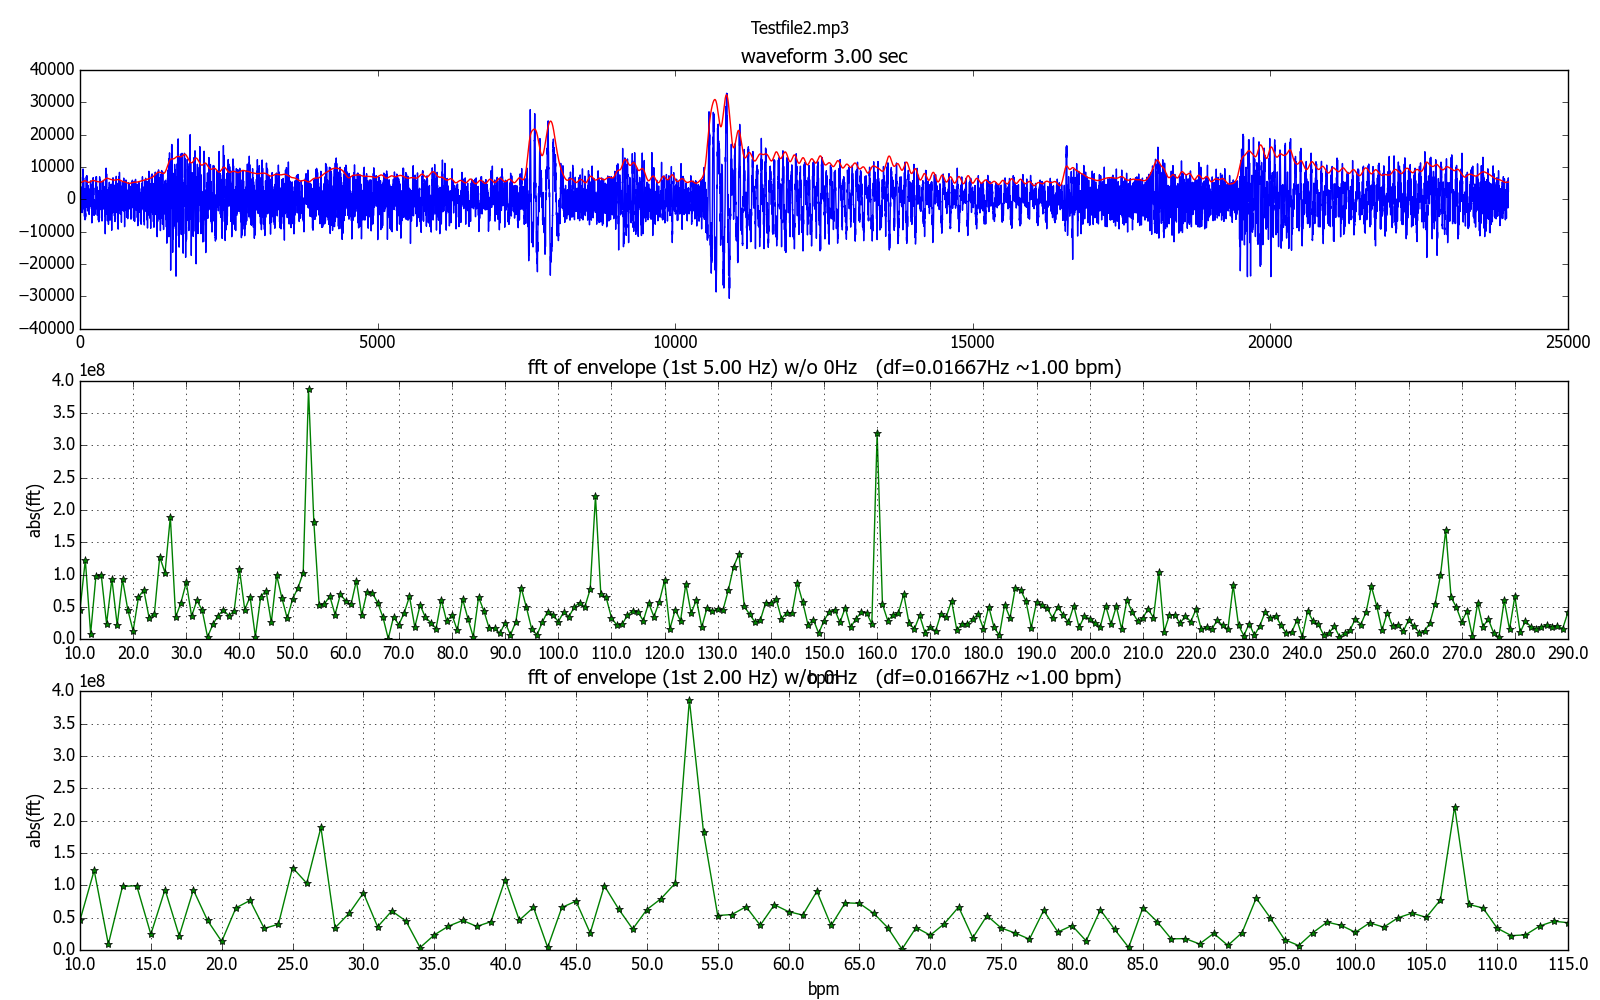 Testfile2.mp3
waveform 3.00 sec
40000
30000
20000
10000
0
−10000
−20000
−30000
−40000
0 5000 10000 15000 20000 25000
fft of envelope (1st 5.00 Hz) w/o 0Hz (df=0.01667Hz ~1.00 bpm)
1e8
4.0
3.5
3.0
2.5
2.0
1.5
1.0
0.5
0.0
abs(fft)
10.0 20.0 30.0 40.0 50.0 60.0 70.0 80.0 90.0 100.0 110.0 120.0 130.0 140.0 150.0 160.0 170.0 180.0 190.0 200.0 210.0 220.0 230.0 240.0 250.0 260.0 270.0 280.0 290.0
bpm
fft of envelope (1st 2.00 Hz) w/o 0Hz (df=0.01667Hz ~1.00 bpm)
1e8
4.0
3.5
3.0
2.5
2.0
1.5
1.0
0.5
0.0
abs(fft)
10.0 15.0 20.0 25.0 30.0 35.0 40.0 45.0 50.0 55.0 60.0 65.0 70.0 75.0 80.0 85.0 90.0 95.0 100.0 105.0 110.0 115.0
bpm